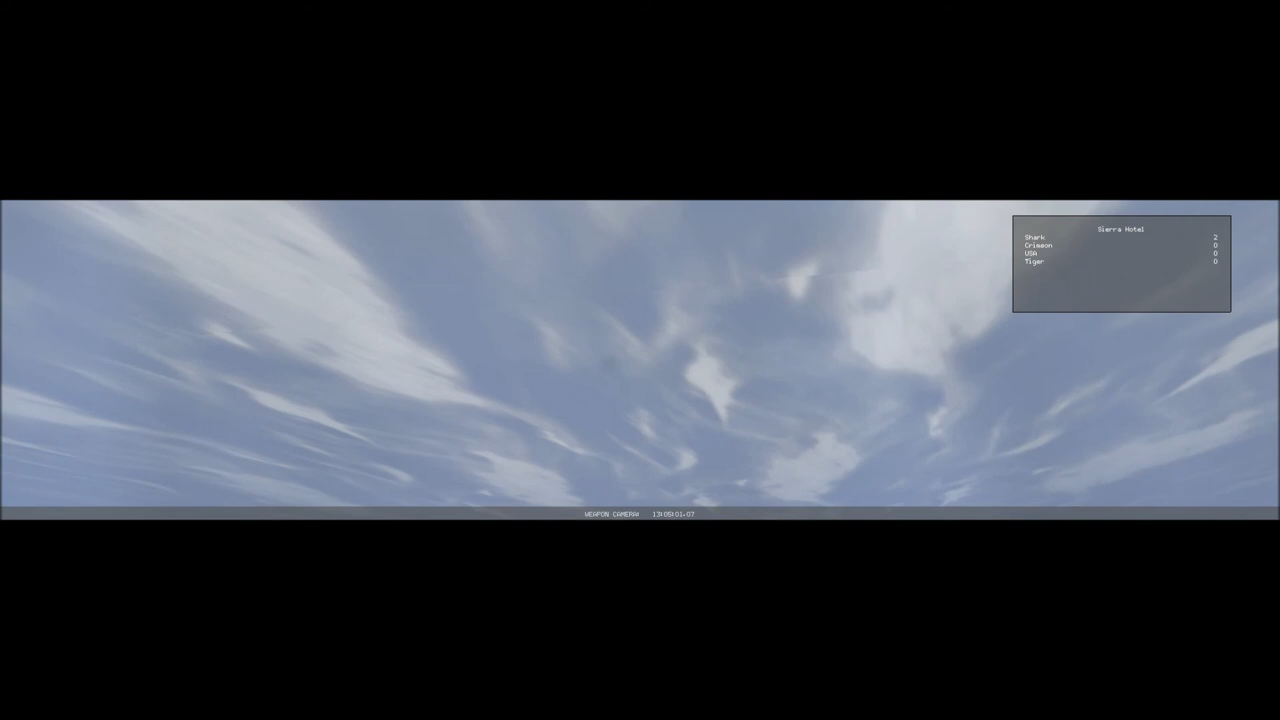 Sierra Hotel
Shark 2
Crimson 0
USA 0
Tiger 0
WEAPON CAMERA: 13:05:01.07